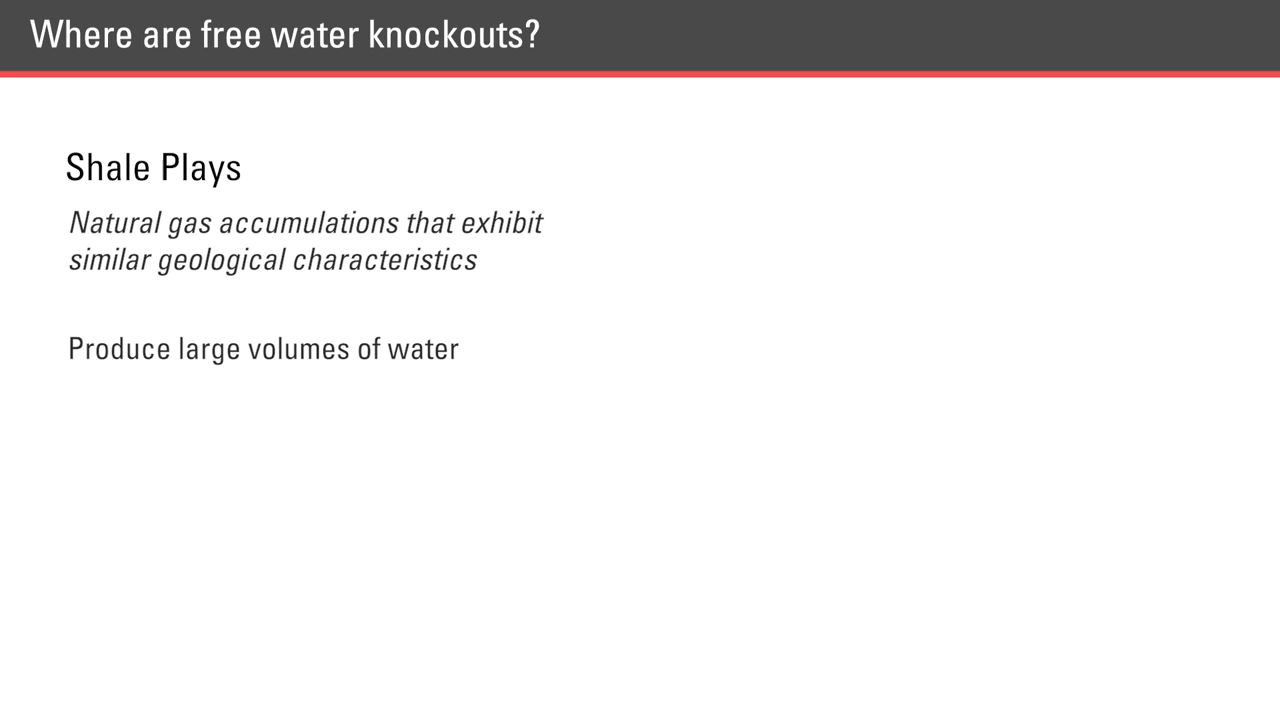 Where are free water knockouts?
Shale Plays
Natural gas accumulations that exhibit
similar geological characteristics
Produce large volumes of water